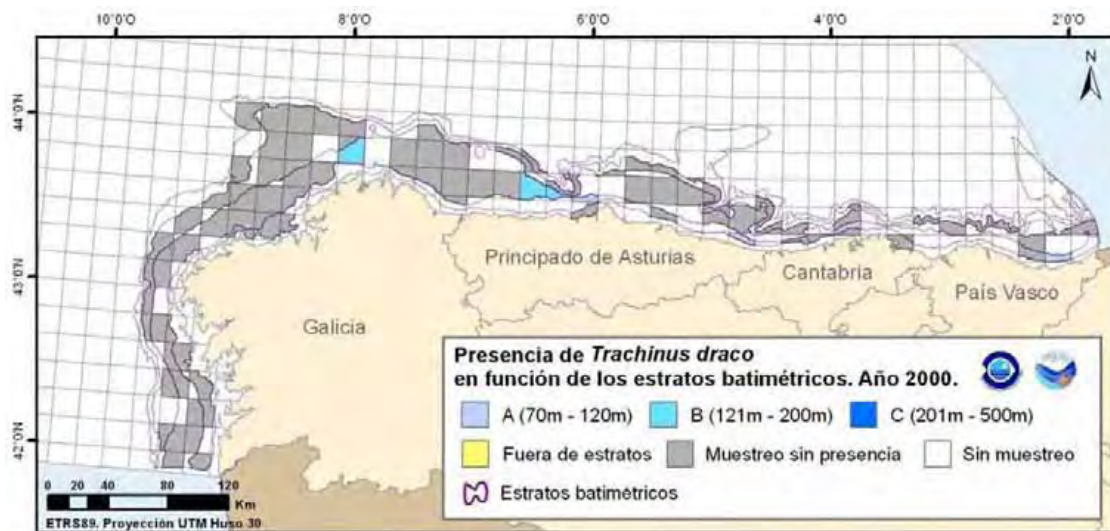 10°0'O 8°0'O 6°0'O 4°0'O 2°0'O
44°0'N
43°0'N
42°0'N
N
Principado de Asturias
Cantabria
País Vasco
Galicia
Presencia de Trachinus draco
en función de los estratos batimétricos. Año 2000.
A (70m - 120m) B (121m - 200m) C (201m - 500m)
Fuera de estratos Muestreo sin presencia Sin muestreo
Estratos batimétricos
0 20 40 80 120
Km
ETRS89. Proyección UTM Huso 30